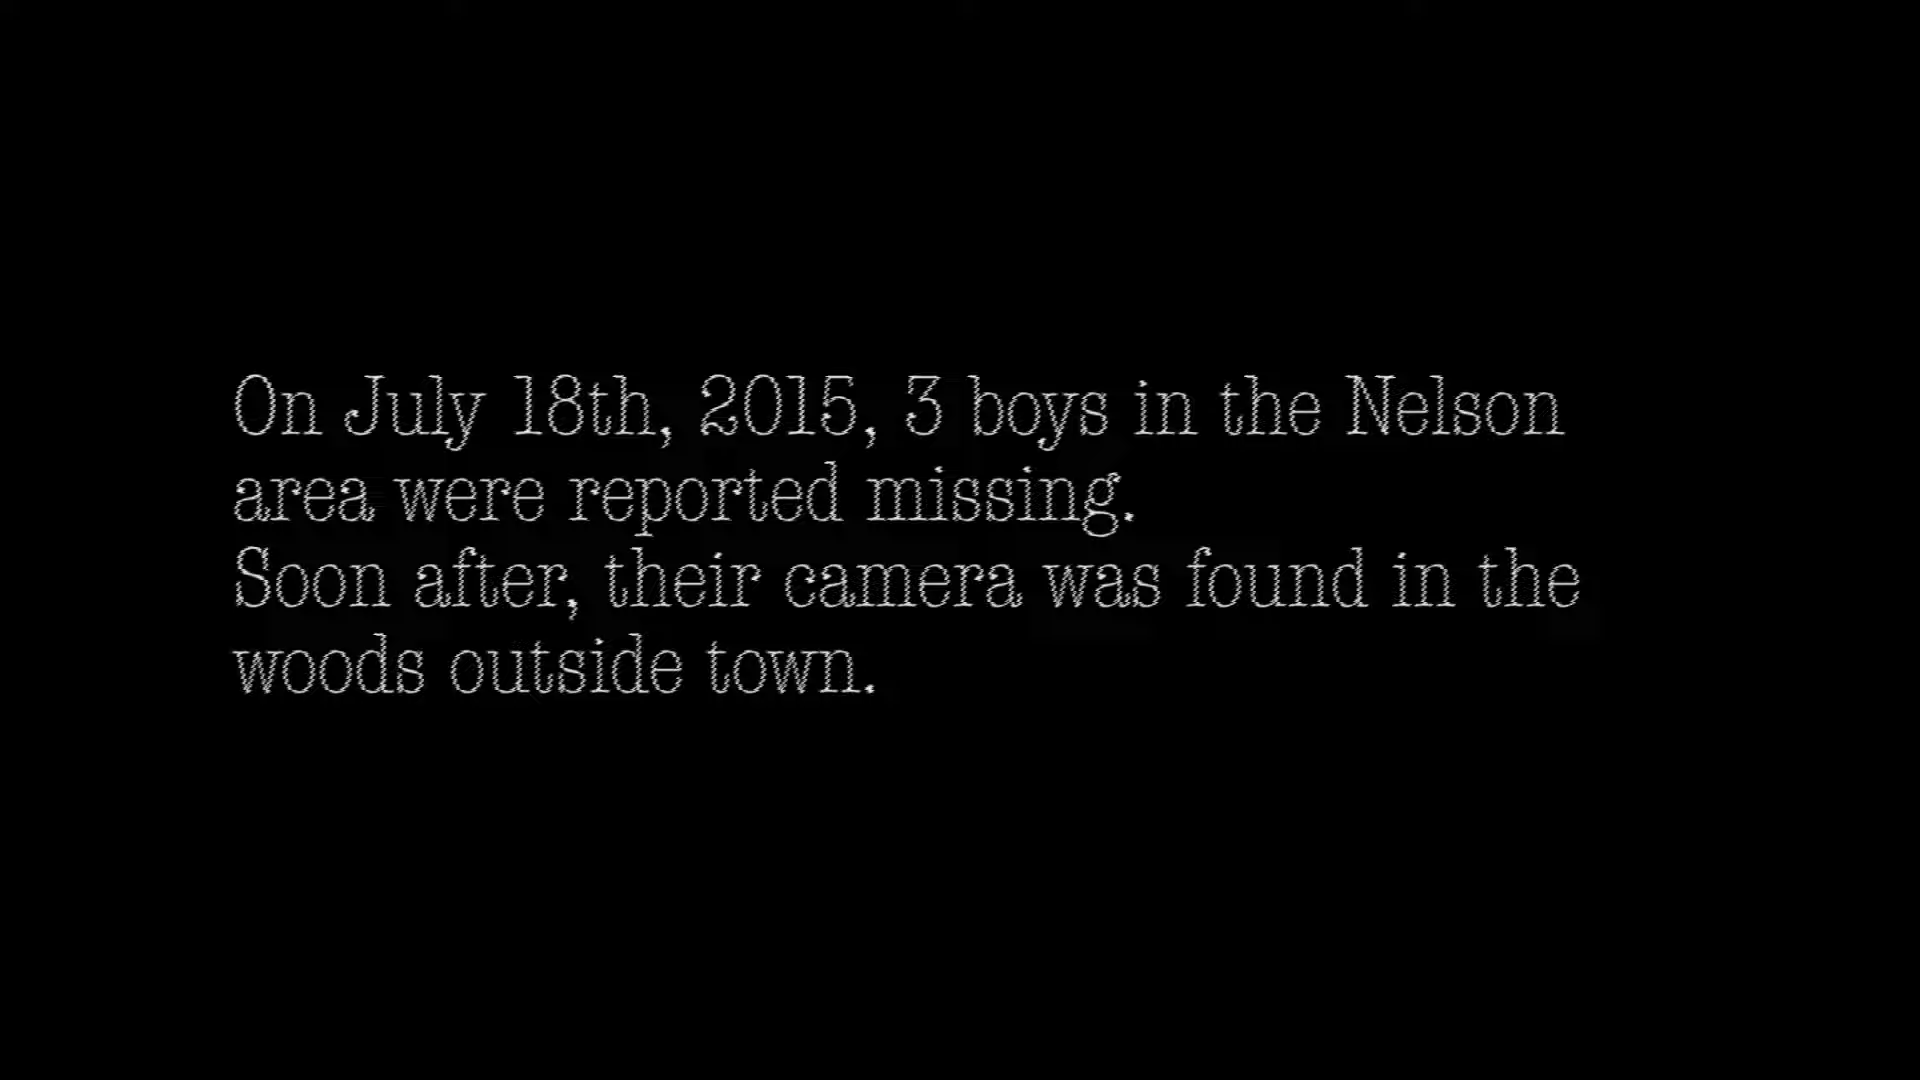 On July 18th, 2015, 3 boys in the Nelson
area were reported missing.
Soon after, their camera was found in the
woods outside town.